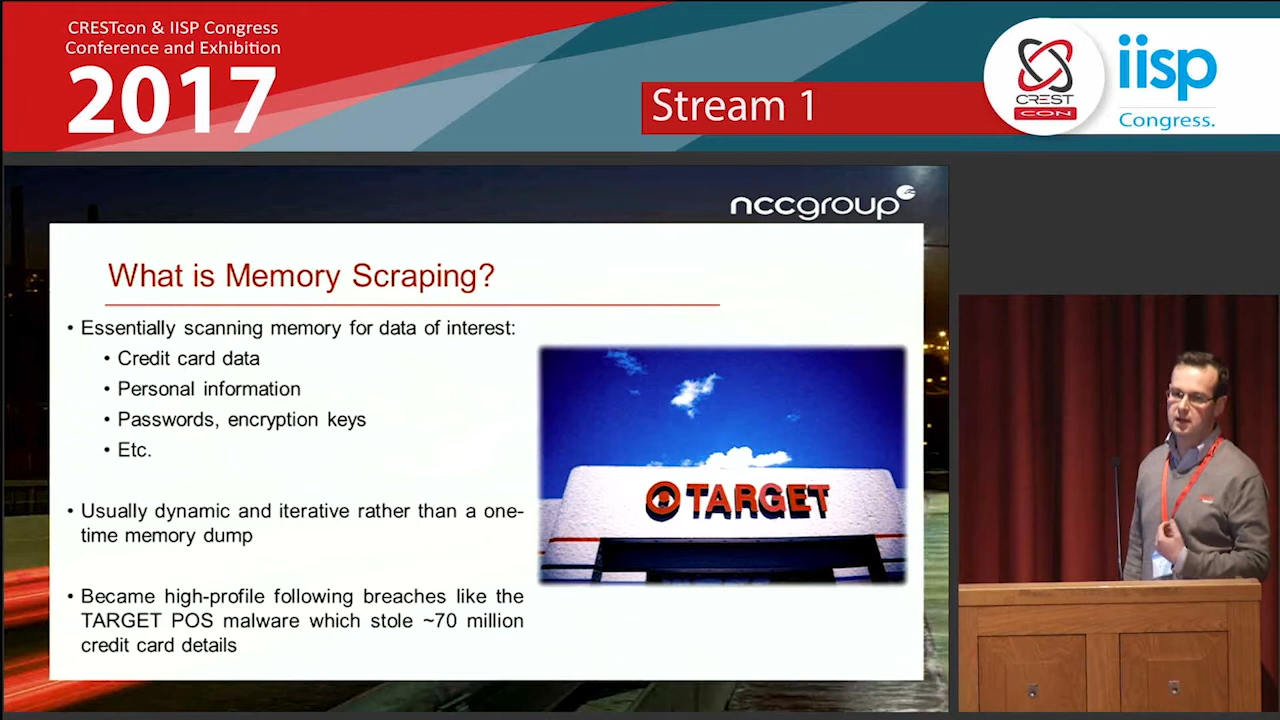 CRESTcon & IISP Congress
Conference and Exhibition
2017
Stream 1
CREST
CON
iisp
Congress.
nccgroup
What is Memory Scraping?
• Essentially scanning memory for data of interest:
• Credit card data
• Personal information
• Passwords, encryption keys
• Etc.
• Usually dynamic and iterative rather than a one-
time memory dump
• Became high-profile following breaches like the
TARGET POS malware which stole ~70 million
credit card details
TARGET